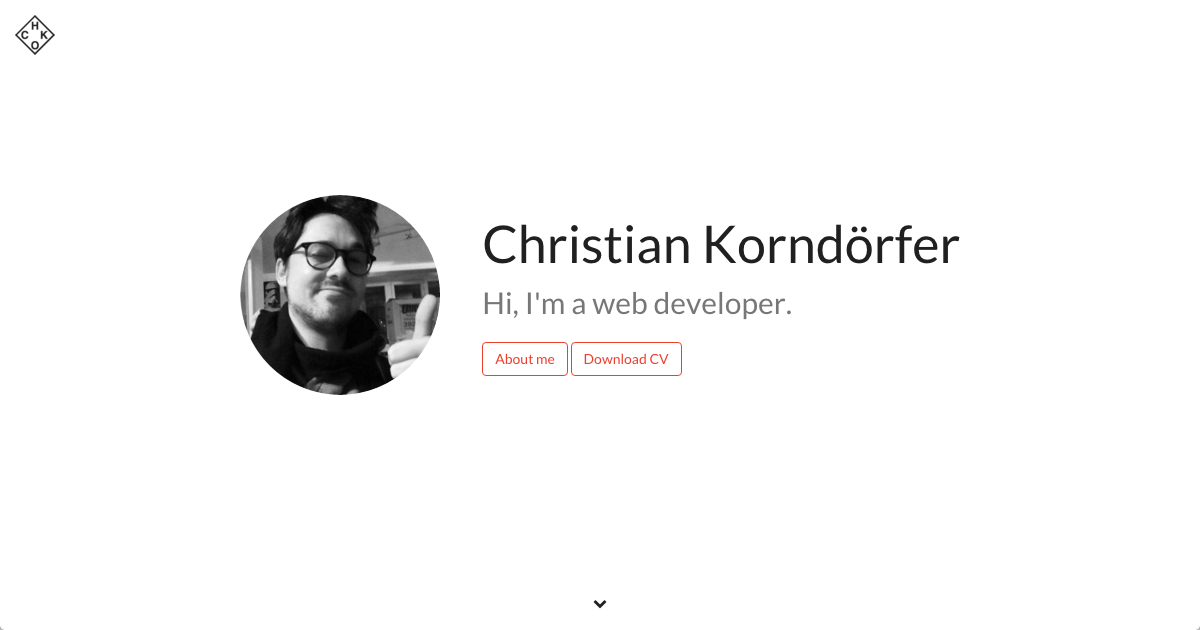 H
C K
O
Christian Korndörfer
Hi, I'm a web developer.
About me Download CV